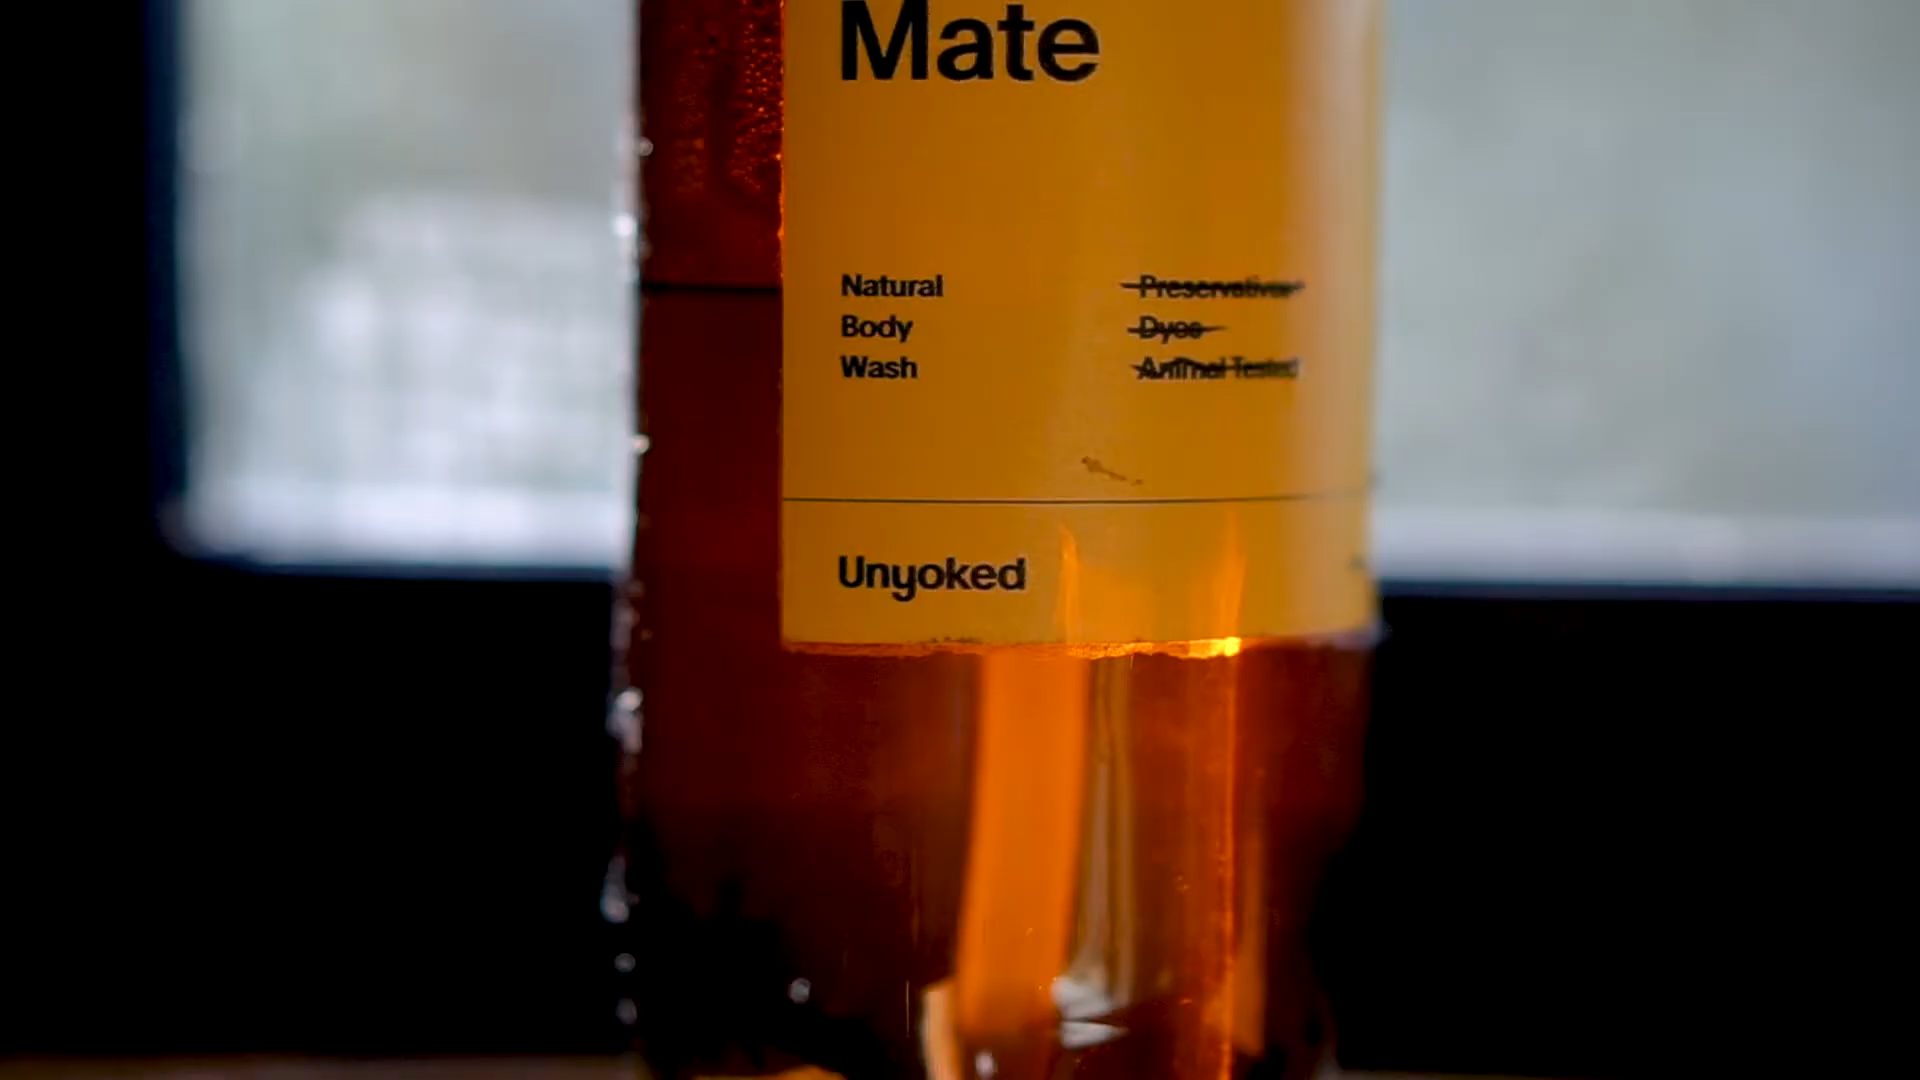 Mate
Natural
Body
Wash
Preservatives
Dyes
Animal Tested
Unyoked